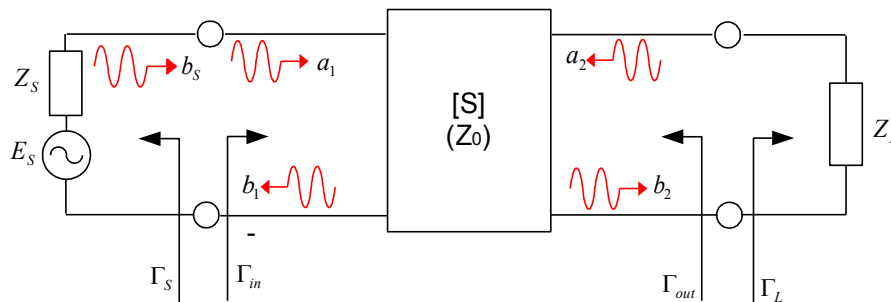 b_S
a_1
a_2
Z_S
[S]
(Z_0)
E_S
b_1
b_2
-
Γ_S
Γ_in
Γ_out
Γ_L